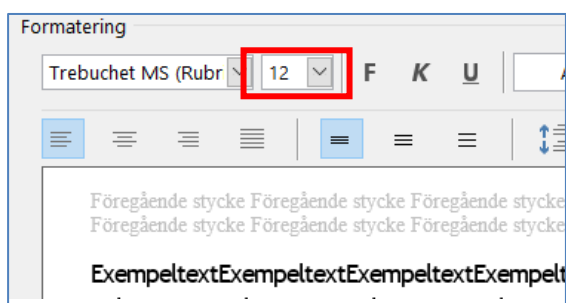 Formatering
Trebuchet MS (Rubr 12 F K U
Föregående stycke Föregående stycke Föregående stycke
Föregående stycke Föregående stycke Föregående stycke
ExempeltextExempeltextExempeltextExempelt